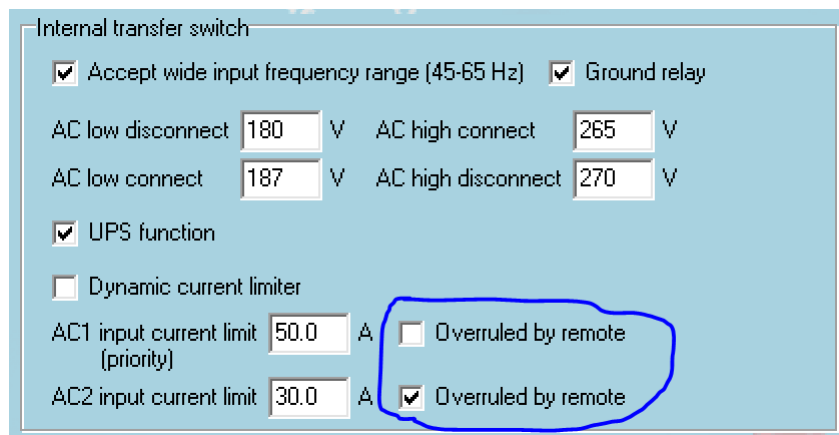 Internal transfer switch
Accept wide input frequency range (45-65 Hz) Ground relay
AC low disconnect 180 V AC high connect 265 V
AC low connect 187 V AC high disconnect 270 V
UPS function
Dynamic current limiter
AC1 input current limit 50.0 A Overruled by remote
(priority)
AC2 input current limit 30.0 A Overruled by remote